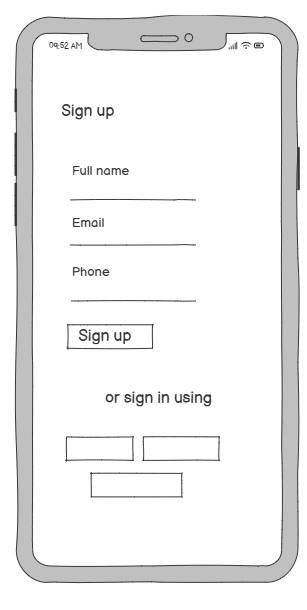 09:52 AM
Sign up
Full name
Email
Phone
Sign up
or sign in using